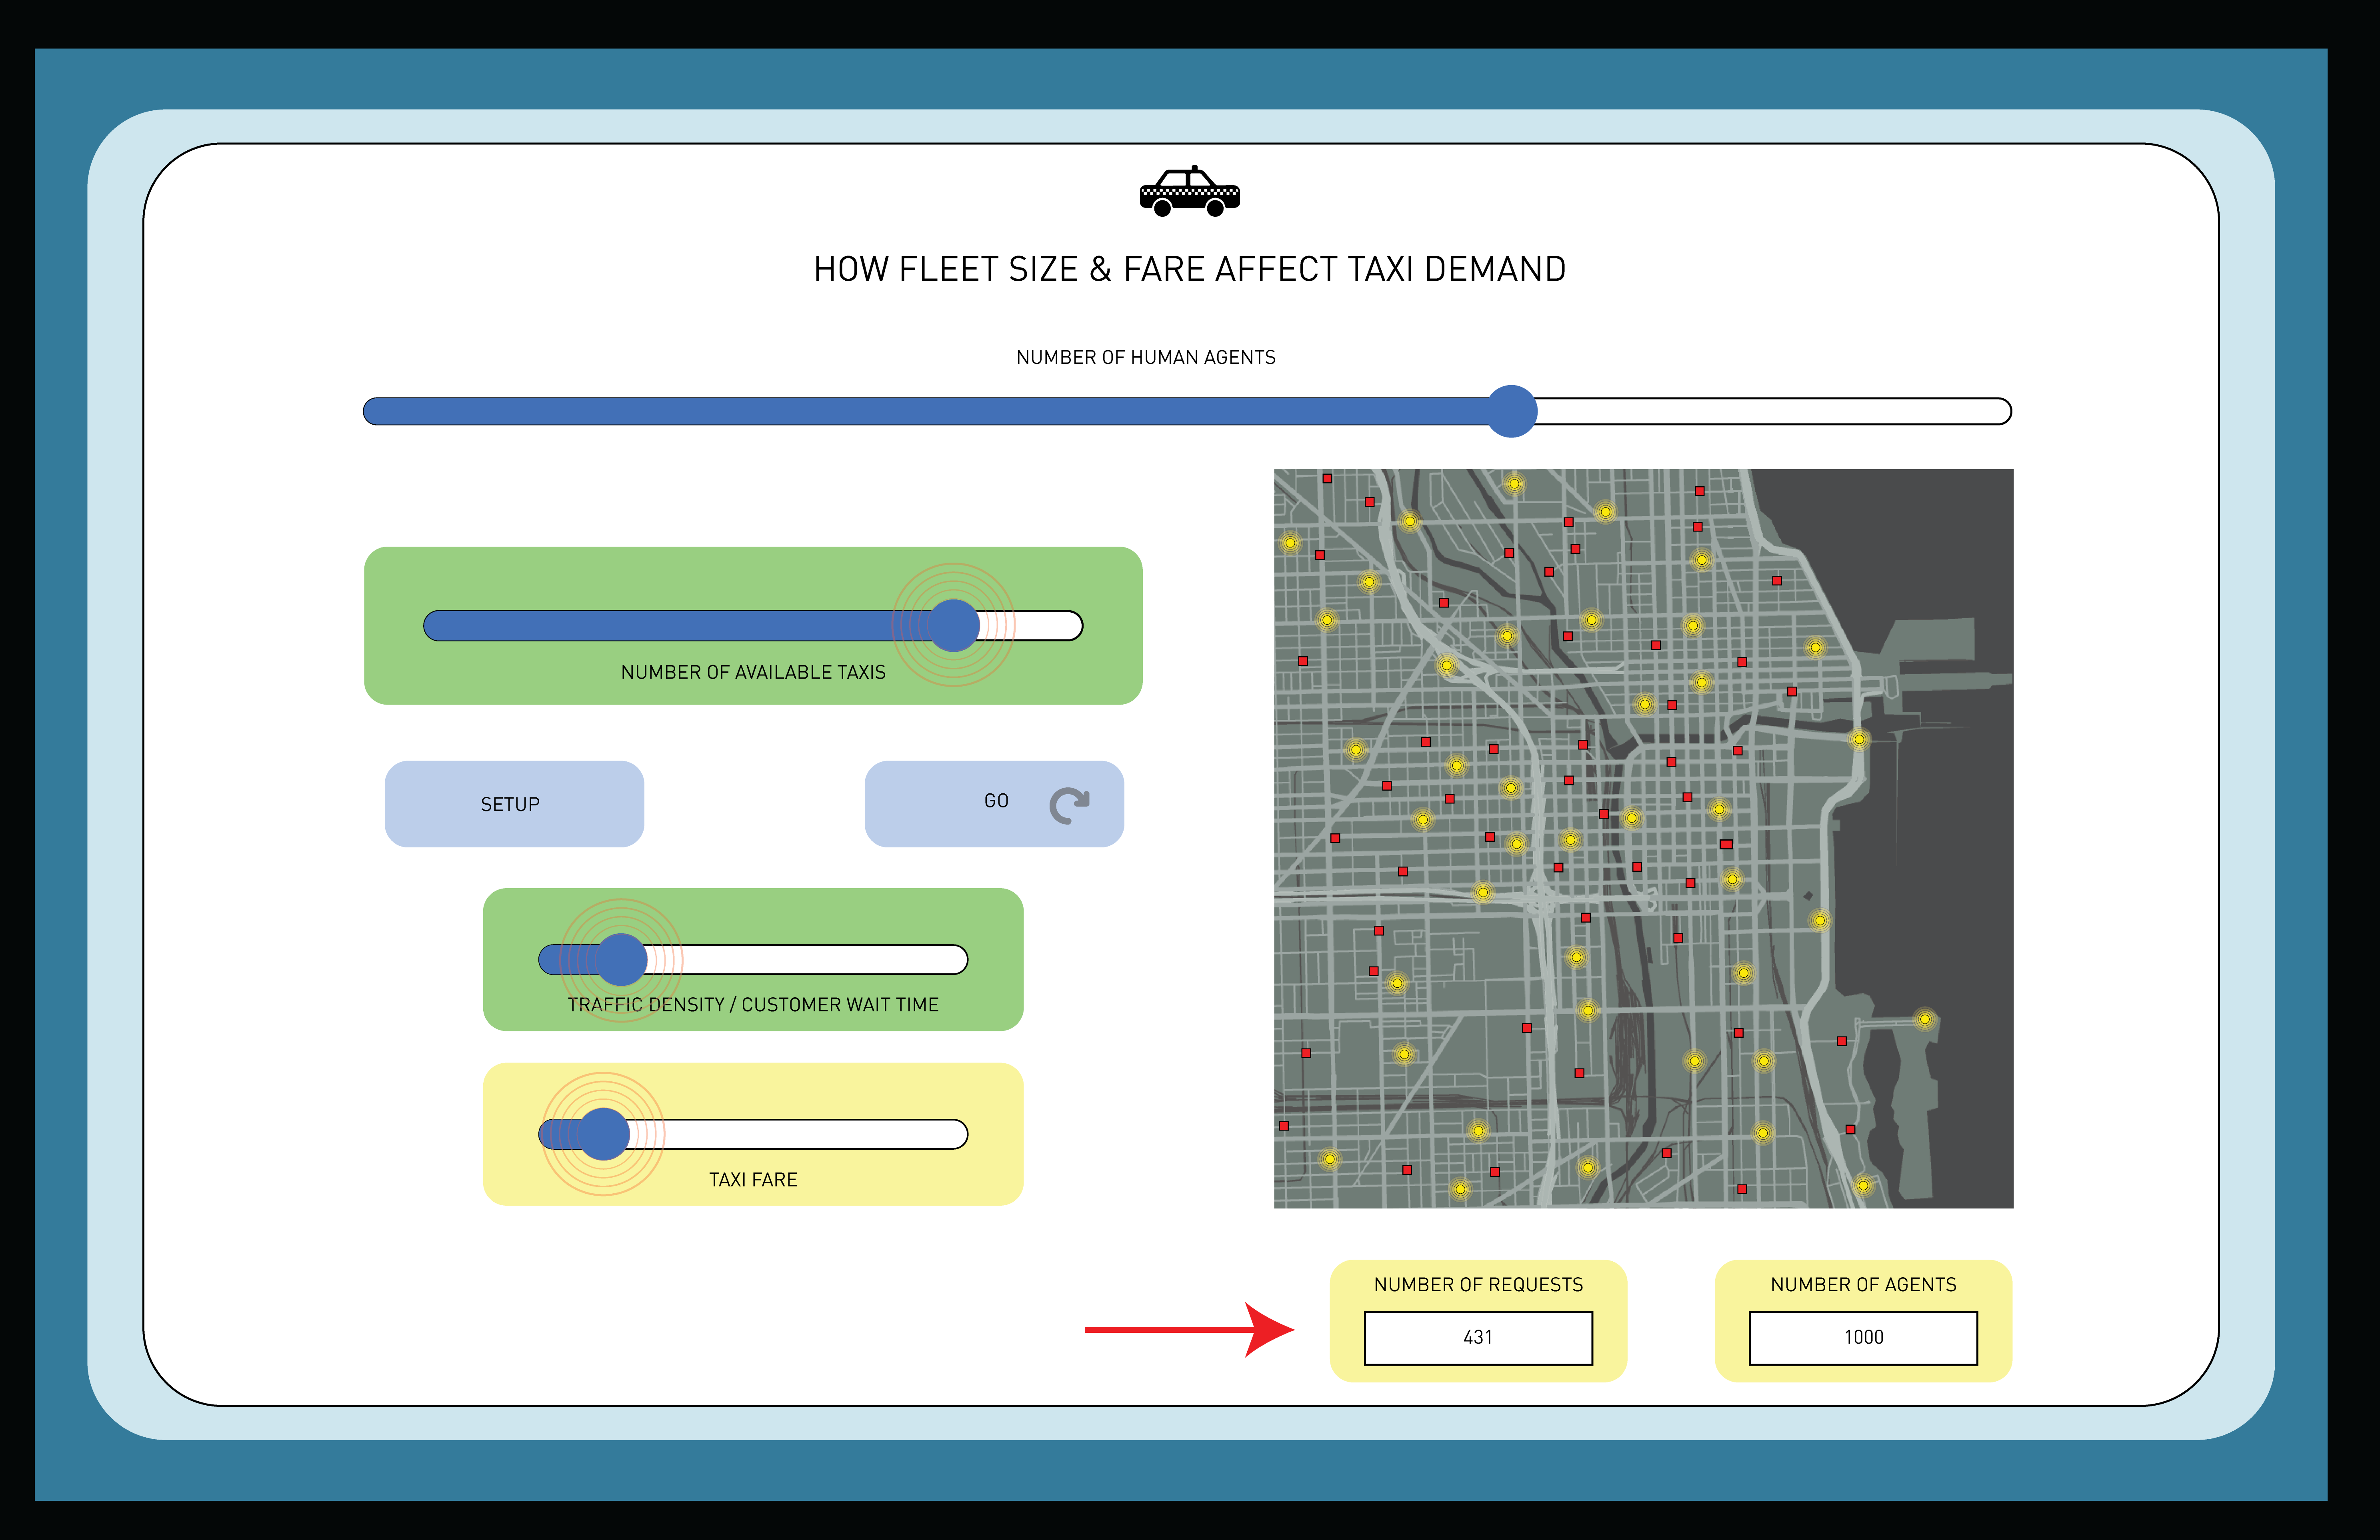 HOW FLEET SIZE & FARE AFFECT TAXI DEMAND
NUMBER OF HUMAN AGENTS
NUMBER OF AVAILABLE TAXIS
SETUP
GO
TRAFFIC DENSITY / CUSTOMER WAIT TIME
TAXI FARE
NUMBER OF REQUESTS
431
NUMBER OF AGENTS
1000